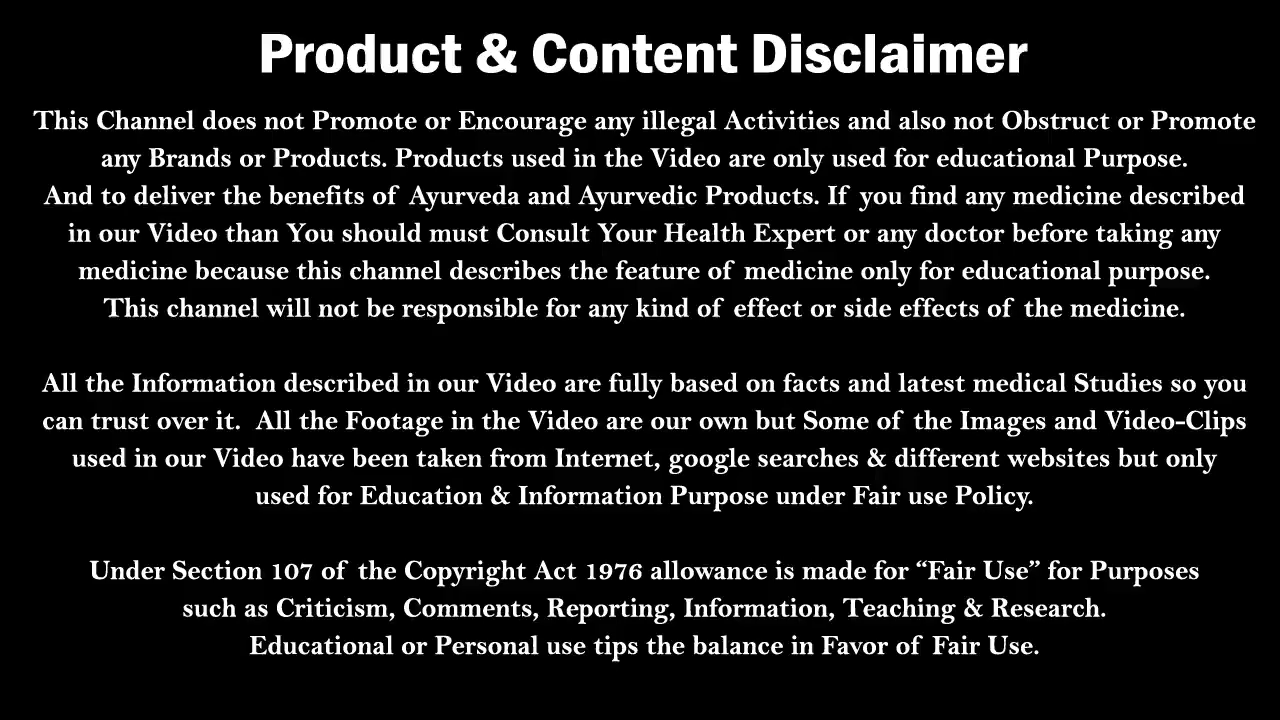 Product & Content Disclaimer
This Channel does not Promote or Encourage any illegal Activities and also not Obstruct or Promote
any Brands or Products. Products used in the Video are only used for educational Purpose.
And to deliver the benefits of Ayurveda and Ayurvedic Products. If you find any medicine described
in our Video than You should must Consult Your Health Expert or any doctor before taking any
medicine because this channel describes the feature of medicine only for educational purpose.
This channel will not be responsible for any kind of effect or side effects of the medicine.
All the Information described in our Video are fully based on facts and latest medical Studies so you
can trust over it. All the Footage in the Video are our own but Some of the Images and Video-Clips
used in our Video have been taken from Internet, google searches & different websites but only
used for Education & Information Purpose under Fair use Policy.
Under Section 107 of the Copyright Act 1976 allowance is made for “Fair Use” for Purposes
such as Criticism, Comments, Reporting, Information, Teaching & Research.
Educational or Personal use tips the balance in Favor of Fair Use.